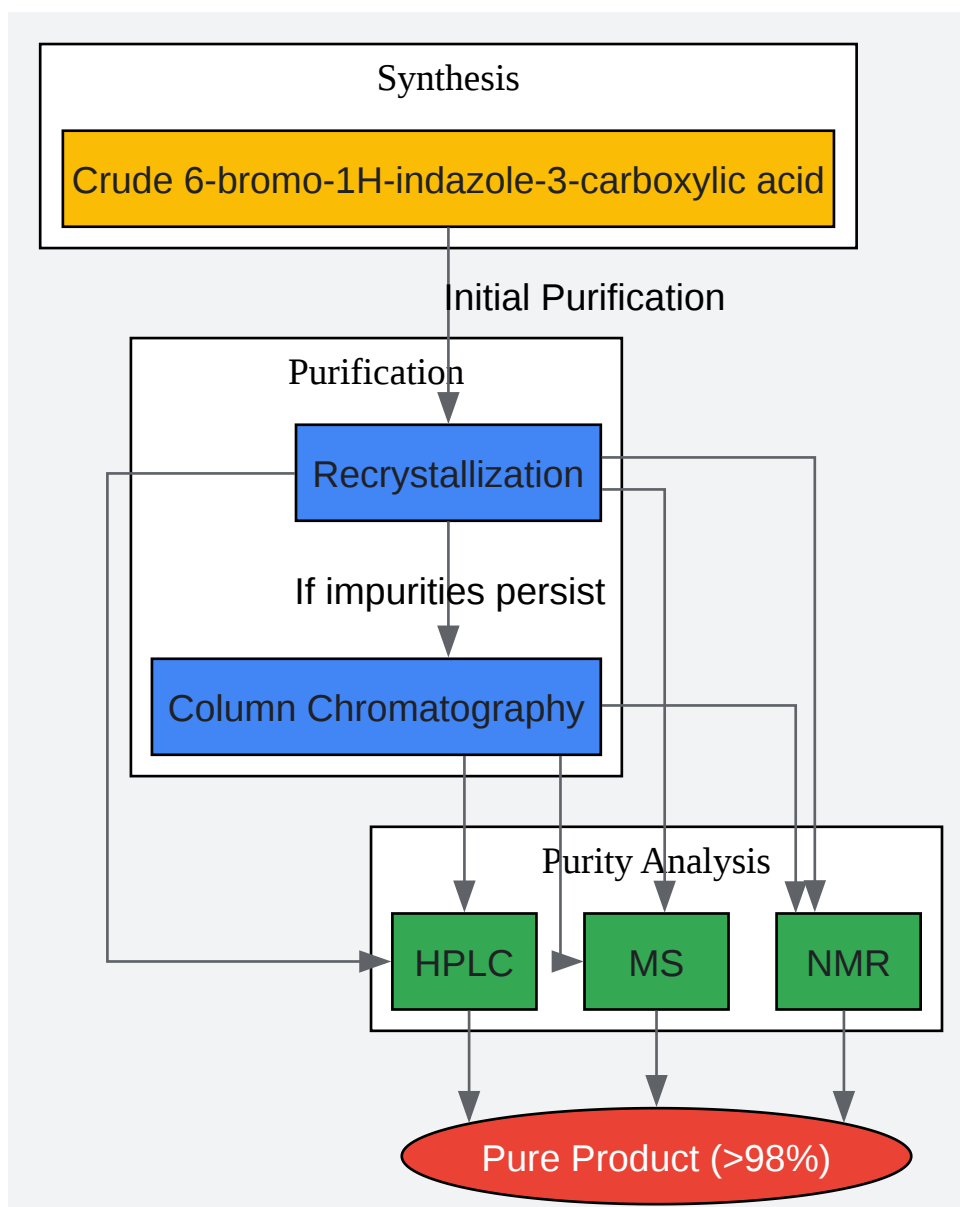 Synthesis
Crude 6-bromo-1H-indazole-3-carboxylic acid
Initial Purification
Purification
Recrystallization
If impurities persist
Column Chromatography
Purity Analysis
HPLC
MS
NMR
Pure Product (>98%)